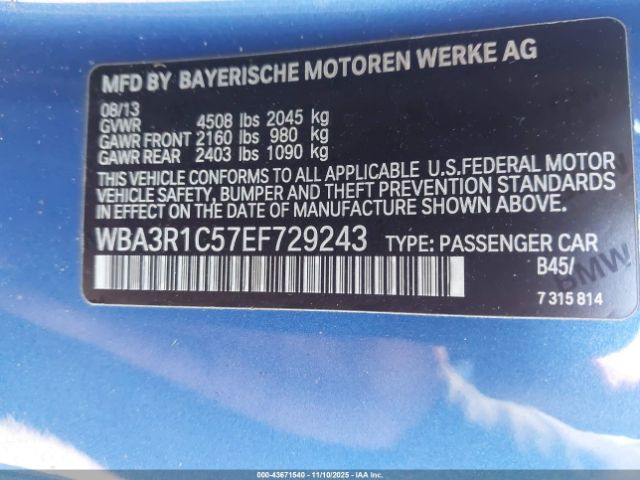 MFD BY BAYERISCHE MOTOREN WERKE AG
08/13
GVWR 4508 lbs 2045 kg
GAWR FRONT 2160 lbs 980 kg
GAWR REAR 2403 lbs 1090 kg
THIS VEHICLE CONFORMS TO ALL APPLICABLE U.S.FEDERAL MOTOR
VEHICLE SAFETY, BUMPER AND THEFT PREVENTION STANDARDS
IN EFFECT ON THE DATE OF MANUFACTURE SHOWN ABOVE.
WBA3R1C57EF729243 TYPE: PASSENGER CAR
B45/
BMW
7 315 814
000-43671540 - 11/10/2025 - IAAHOLDINGS, LLC.